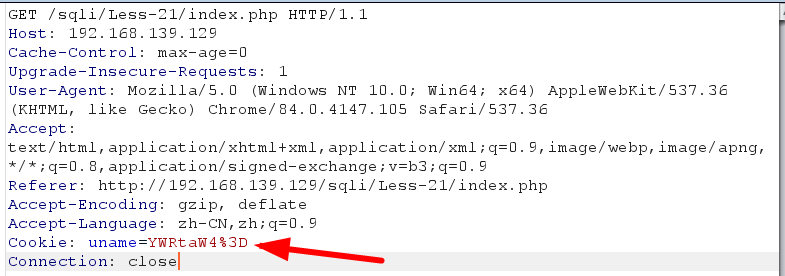 GET /sqli/Less-21/index.php HTTP/1.1
Host: 192.168.139.129
Cache-Control: max-age=0
Upgrade-Insecure-Requests: 1
User-Agent: Mozilla/5.0 (Windows NT 10.0; Win64; x64) AppleWebKit/537.36
(KHTML, like Gecko) Chrome/84.0.4147.105 Safari/537.36
Accept:
text/html,application/xhtml+xml,application/xml;q=0.9,image/webp,image/apng,
*/*;q=0.8,application/signed-exchange;v=b3;q=0.9
Referer: http://192.168.139.129/sqli/Less-21/index.php
Accept-Encoding: gzip, deflate
Accept-Language: zh-CN,zh;q=0.9
Cookie: uname=YWRtaW4%3D
Connection: close